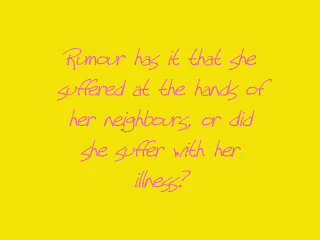 Rumour has it that she
suffered at the hands of
her neighbours, or did
she suffer with her
illness?